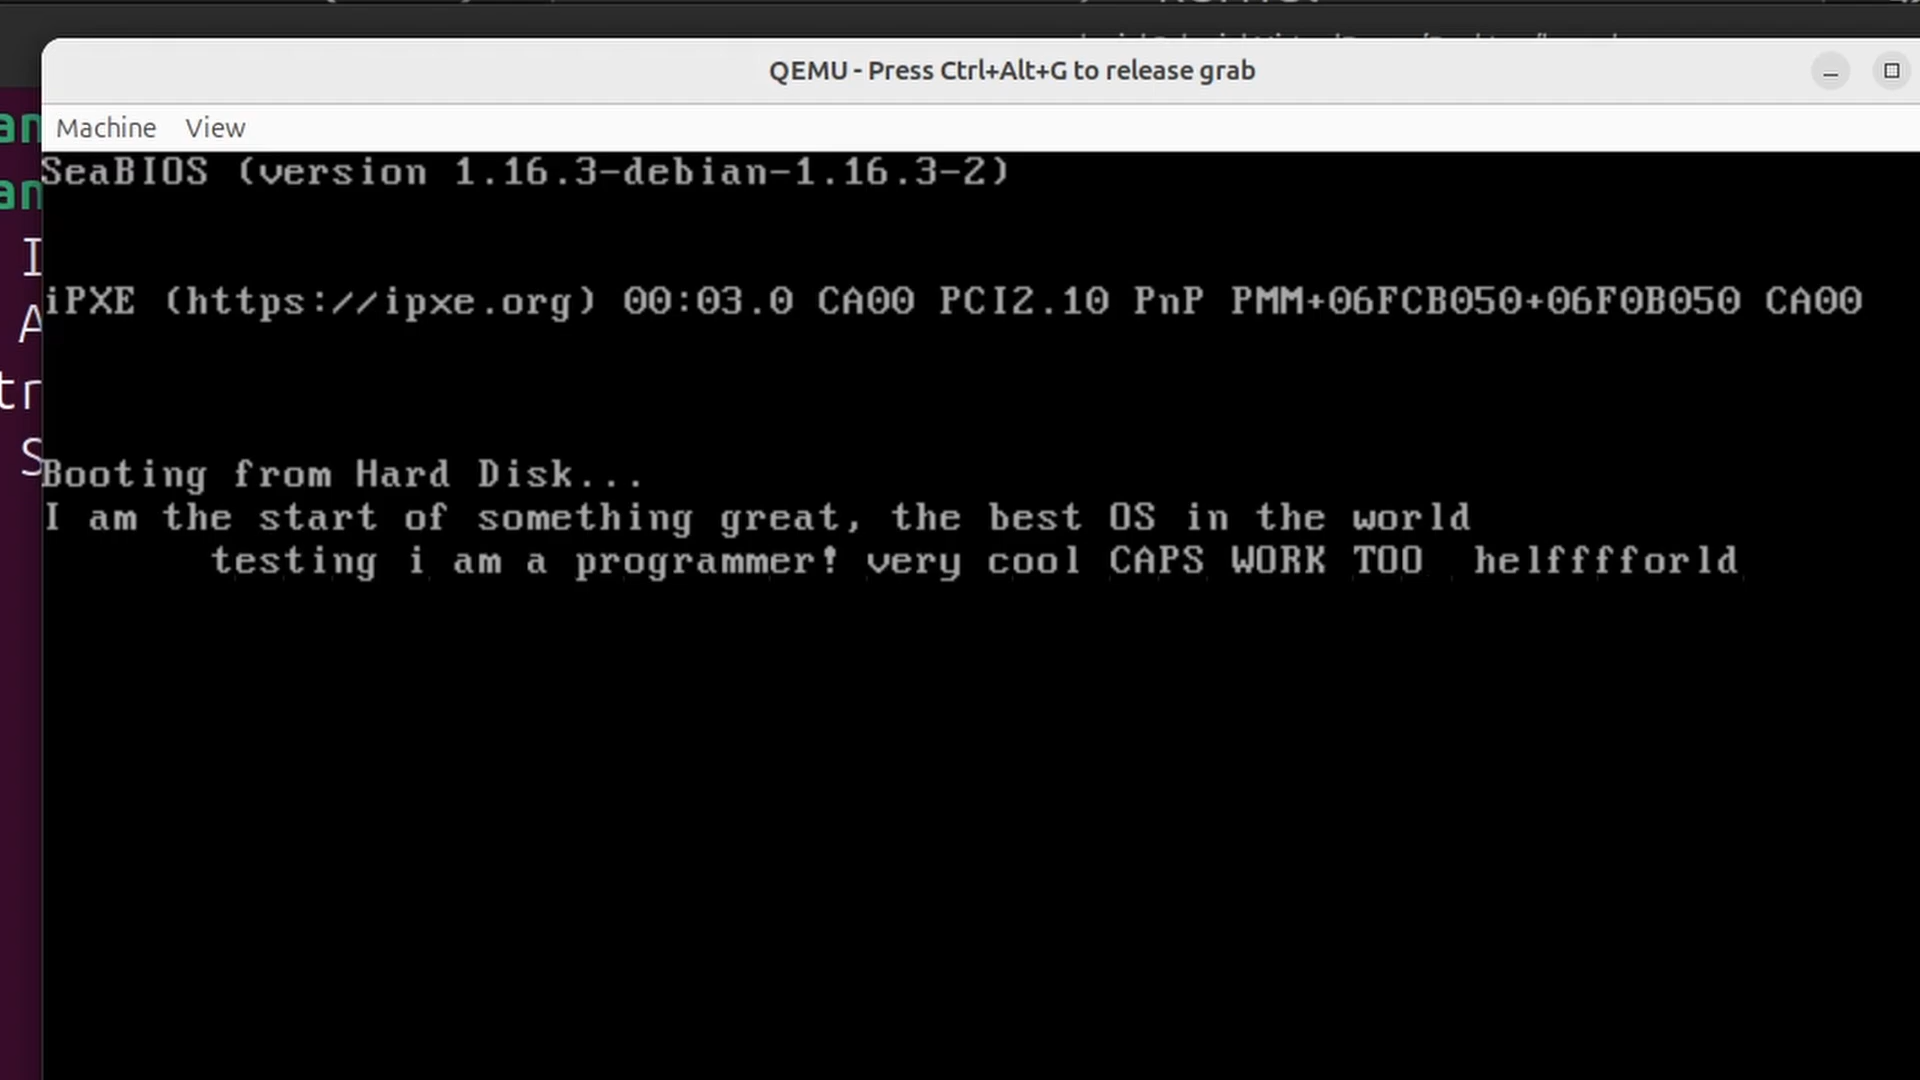 QEMU - Press Ctrl+Alt+G to release grab
Machine View
SeaBIOS (version 1.16.3-debian-1.16.3-2)
iPXE (https://ipxe.org) 00:03.0 CA00 PCI2.10 PnP PMM+06FCB050+06F0B050 CA00
Booting from Hard Disk...
I am the start of something great, the best OS in the world
testing i am a programmer! very cool CAPS WORK TOO helffffforld